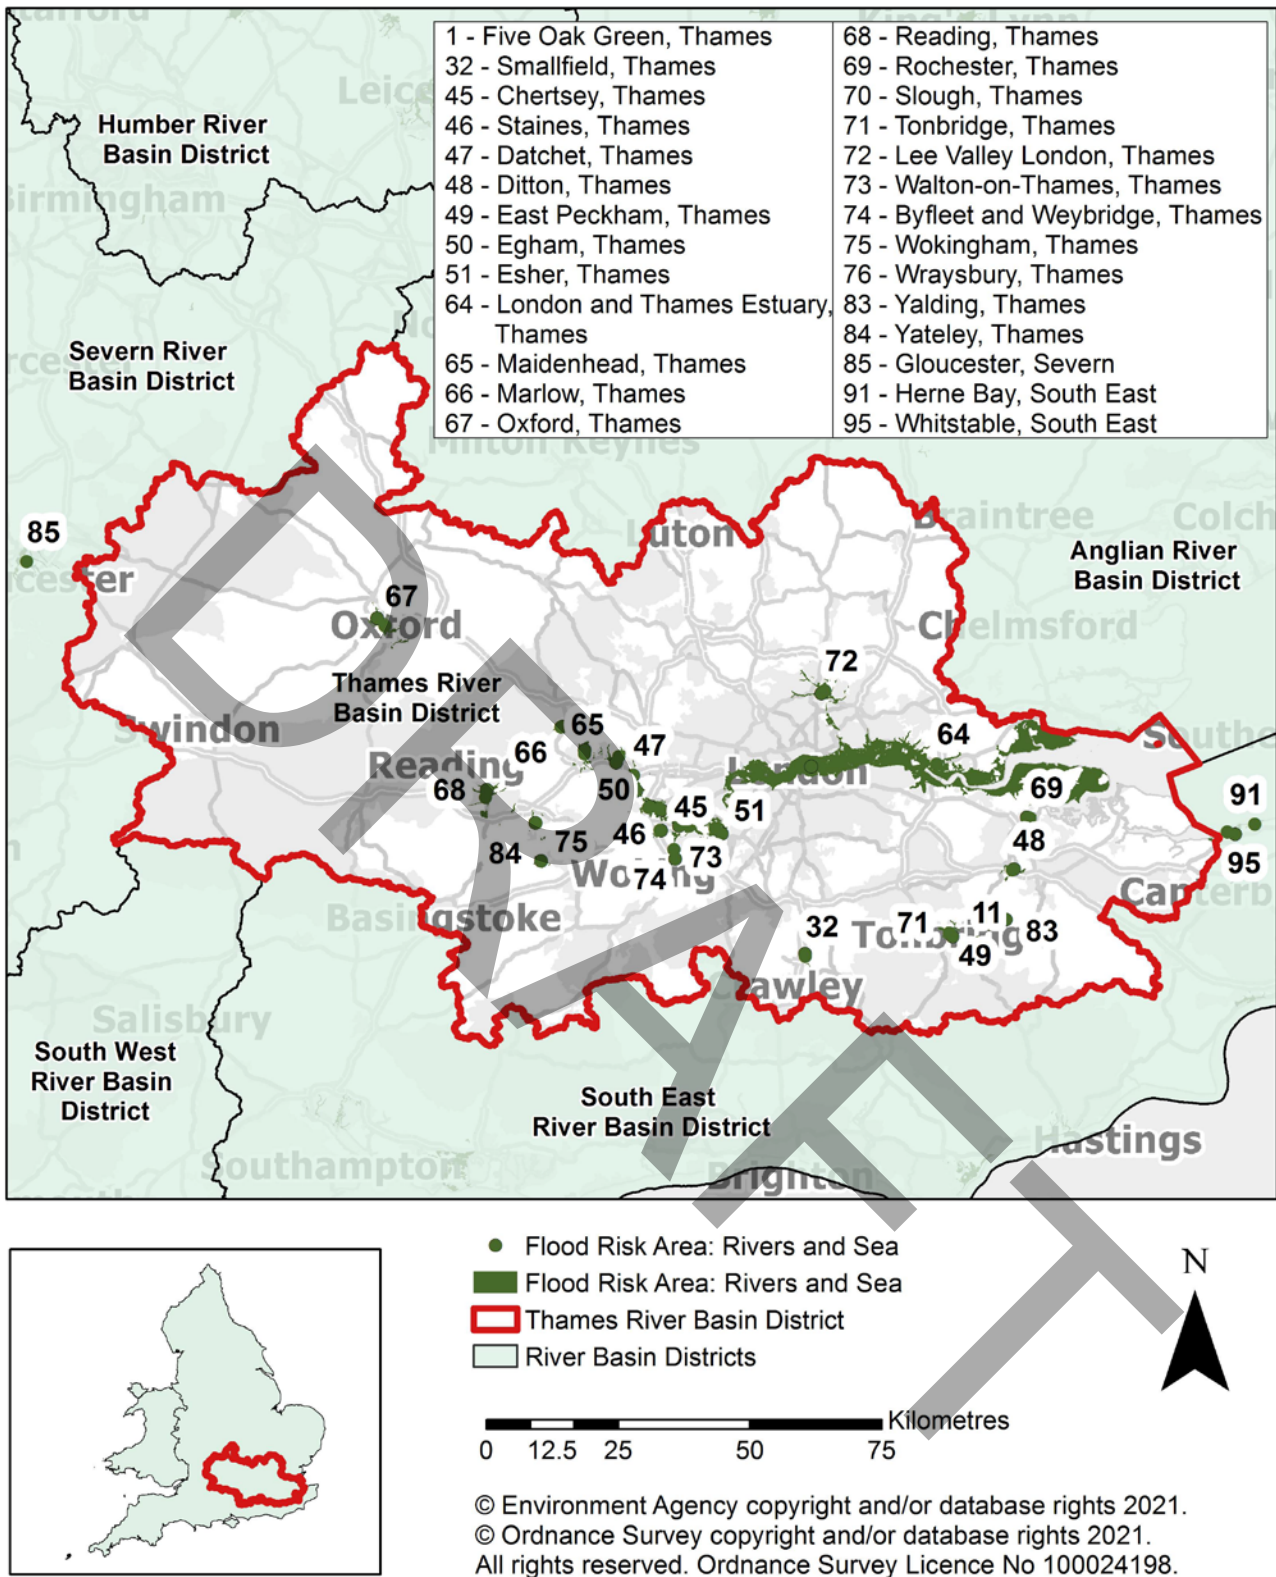 1 - Five Oak Green, Thames
32 - Smallfield, Thames
45 - Chertsey, Thames
46 - Staines, Thames
47 - Datchet, Thames
48 - Ditton, Thames
49 - East Peckham, Thames
50 - Egham, Thames
51 - Esher, Thames
64 - London and Thames Estuary,
Thames
65 - Maidenhead, Thames
66 - Marlow, Thames
67 - Oxford, Thames
68 - Reading, Thames
69 - Rochester, Thames
70 - Slough, Thames
71 - Tonbridge, Thames
72 - Lee Valley London, Thames
73 - Walton-on-Thames, Thames
74 - Byfleet and Weybridge, Thames
75 - Wokingham, Thames
76 - Wraysbury, Thames
83 - Yalding, Thames
84 - Yateley, Thames
85 - Gloucester, Severn
91 - Herne Bay, South East
95 - Whitstable, South East
Humber River
Basin District
Birmingham
Severn River
Basin District
Milton Keynes
Luton
Braintree
Colch
Anglian River
Basin District
85
67
Oxford
Chelmsford
72
Thames River
Basin District
Swindon
65
66
47
64
Southe
Reading
London
68
50
45
51
69
91
46
48
95
84
75
73
Woking
74
Canterb
Basingstoke
32
71
11
83
Tonbridg
49
Crawley
Salisbury
South West
River Basin
District
South East
River Basin District
Hastings
Southampton
Brighton
DRAFT
Flood Risk Area: Rivers and Sea
Flood Risk Area: Rivers and Sea
Thames River Basin District
River Basin Districts
N
Kilometres
0 12.5 25 50 75
© Environment Agency copyright and/or database rights 2021.
© Ordnance Survey copyright and/or database rights 2021.
All rights reserved. Ordnance Survey Licence No 100024198.